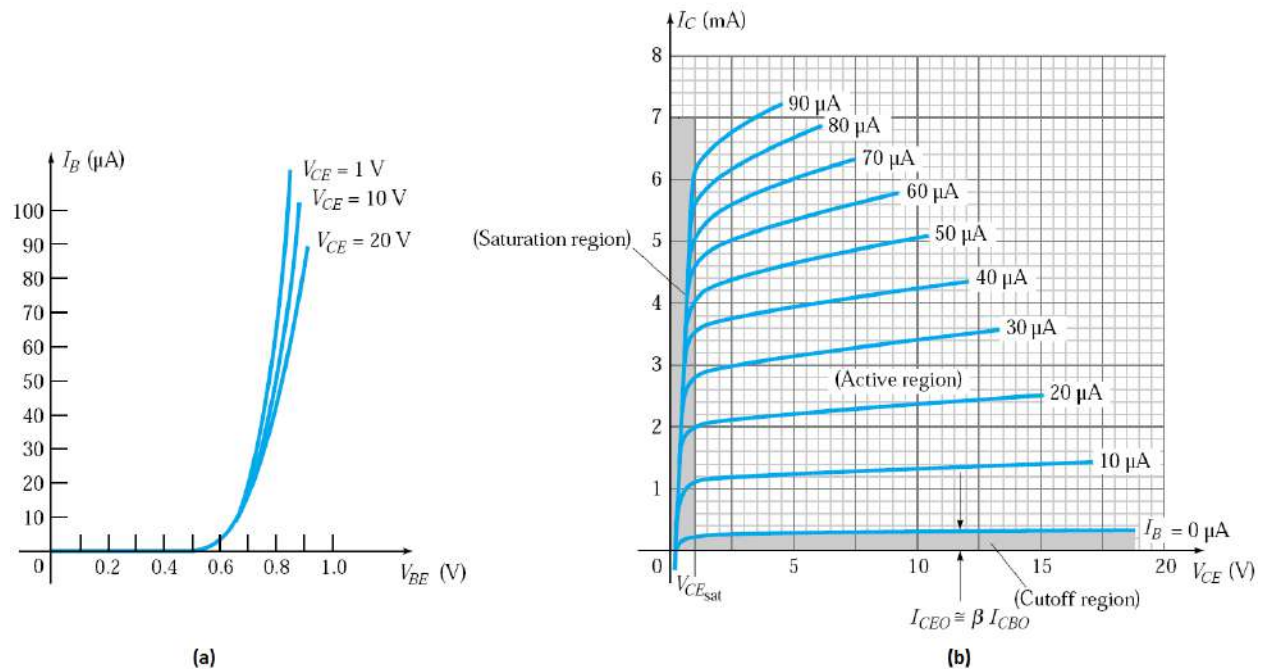 I_B (μA)
100
90
80
70
60
50
40
30
20
10
0
0.2
0.4
0.6
0.8
1.0
V_BE (V)
V_CE = 1 V
V_CE = 10 V
V_CE = 20 V
(a)
I_C (mA)
8
7
6
5
4
3
2
1
0
5
10
15
20
V_CE (V)
90 μA
80 μA
70 μA
60 μA
50 μA
40 μA
30 μA
20 μA
10 μA
I_B = 0 μA
(Saturation region)
(Active region)
(Cutoff region)
V_CEsat
I_CEO ≅ β I_CBO
(b)